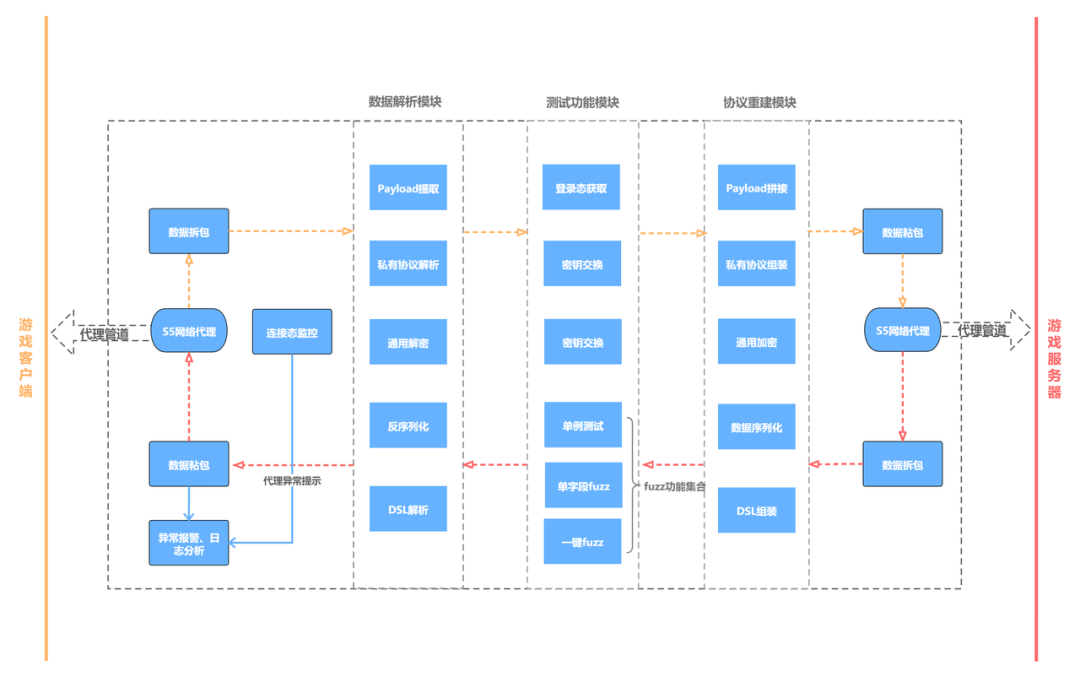 数据解析模块
测试功能模块
协议重建模块
Payload提取
登录态获取
Payload拼接
数据拆包
数据粘包
私有协议解析
密钥交换
私有协议组装
游戏客户端
代理管道
S5网络代理
连接态监控
通用解密
密钥交换
通用加密
S5网络代理
代理管道
游戏服务器
反序列化
单例测试
数据序列化
数据粘包
代理异常提示
单字段fuzz
fuzz功能集合
数据拆包
DSL解析
DSL组装
异常报警、日
志分析
一键fuzz